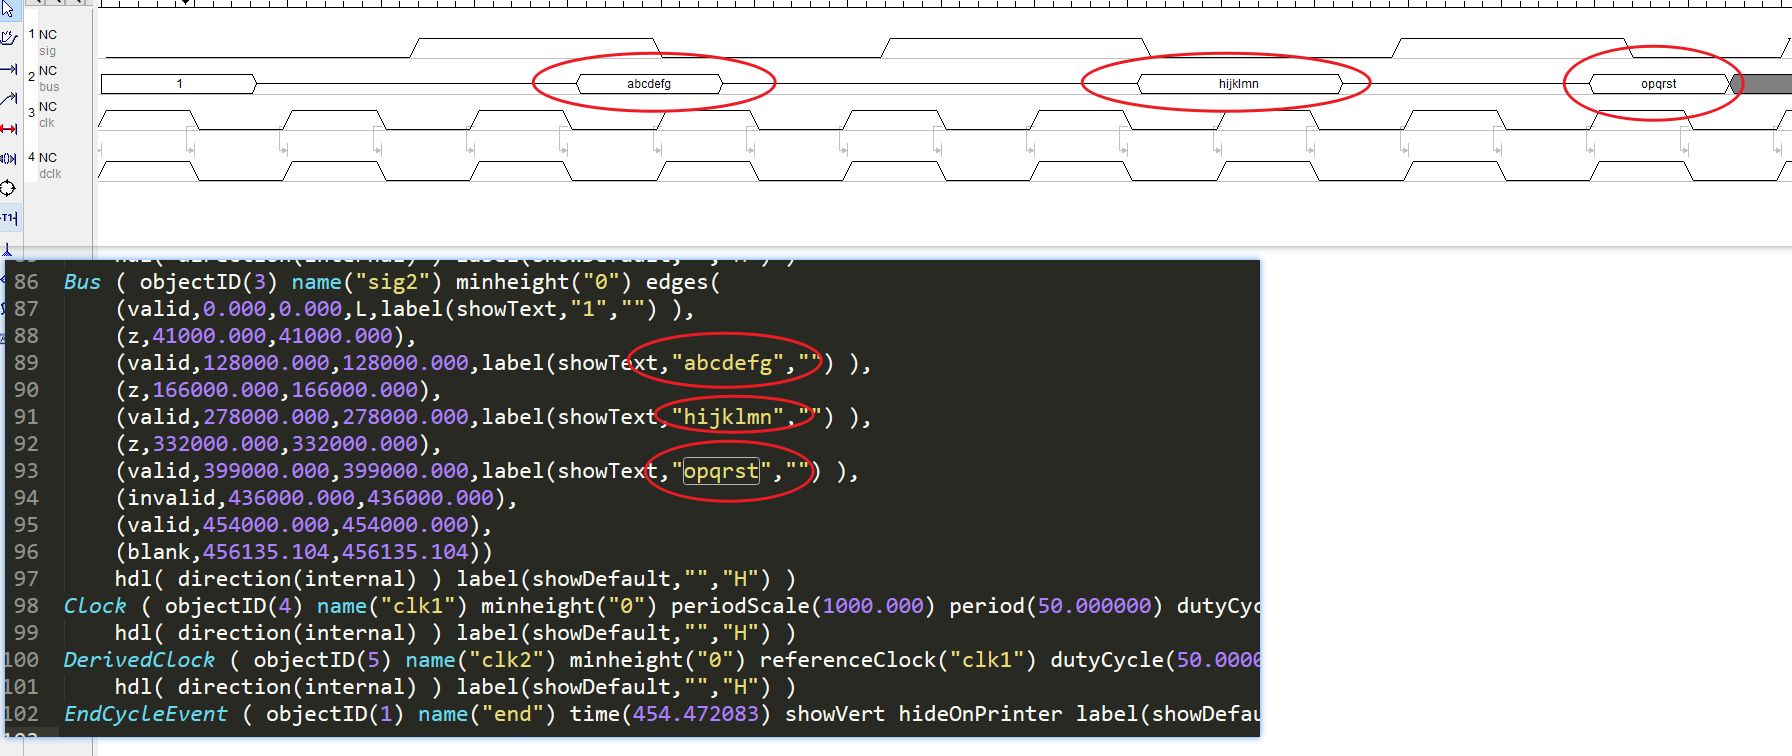 1 NC
sig
2 NC
bus
1
abcdefg
hijklmn
opqrst
3 NC
clk
4 NC
dclk
86 Bus ( objectID(3) name("sig2") minheight("0") edges(
87 (valid,0.000,0.000,L,label(showText,"1","") ),
88 (z,41000.000,41000.000),
89 (valid,128000.000,128000.000,label(showText,"abcdefg","") ),
90 (z,166000.000,166000.000),
91 (valid,278000.000,278000.000,label(showText,"hijklmn","") ),
92 (z,332000.000,332000.000),
93 (valid,399000.000,399000.000,label(showText,"opqrst","") ),
94 (invalid,436000.000,436000.000),
95 (valid,454000.000,454000.000),
96 (blank,456135.104,456135.104))
97 hdl( direction(internal) ) label(showDefault,"","H") )
98 Clock ( objectID(4) name("clk1") minheight("0") periodScale(1000.000) period(50.000000) dutyCyc
99 hdl( direction(internal) ) label(showDefault,"","H") )
100 DerivedClock ( objectID(5) name("clk2") minheight("0") referenceClock("clk1") dutyCycle(50.0000
101 hdl( direction(internal) ) label(showDefault,"","H") )
102 EndCycleEvent ( objectID(1) name("end") time(454.472083) showVert hideOnPrinter label(showDefau